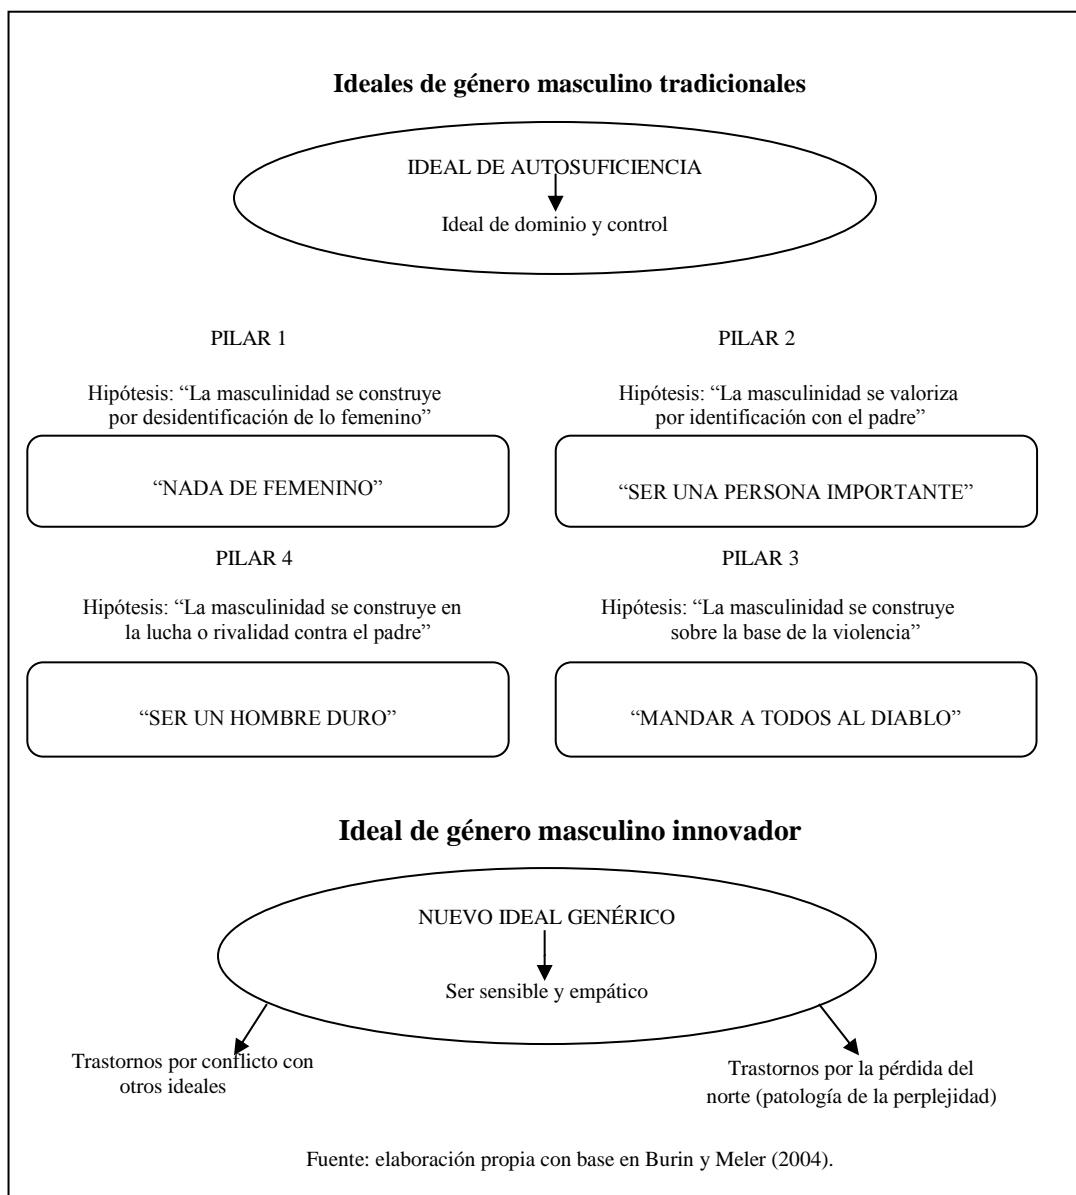 Ideales de género masculino tradicionales
IDEAL DE AUTOSUFICIENCIA
Ideal de dominio y control
PILAR 1
Hipótesis: “La masculinidad se construye
por desidentificación de lo femenino”
“NADA DE FEMENINO”
PILAR 2
Hipótesis: “La masculinidad se valoriza
por identificación con el padre”
“SER UNA PERSONA IMPORTANTE”
PILAR 4
Hipótesis: “La masculinidad se construye en
la lucha o rivalidad contra el padre”
“SER UN HOMBRE DURO”
PILAR 3
Hipótesis: “La masculinidad se construye
sobre la base de la violencia”
“MANDAR A TODOS AL DIABLO”
Ideal de género masculino innovador
NUEVO IDEAL GENÉRICO
Ser sensible y empático
Trastornos por conflicto con
otros ideales
Trastornos por la pérdida del
norte (patología de la perplejidad)
Fuente: elaboración propia con base en Burin y Meler (2004).